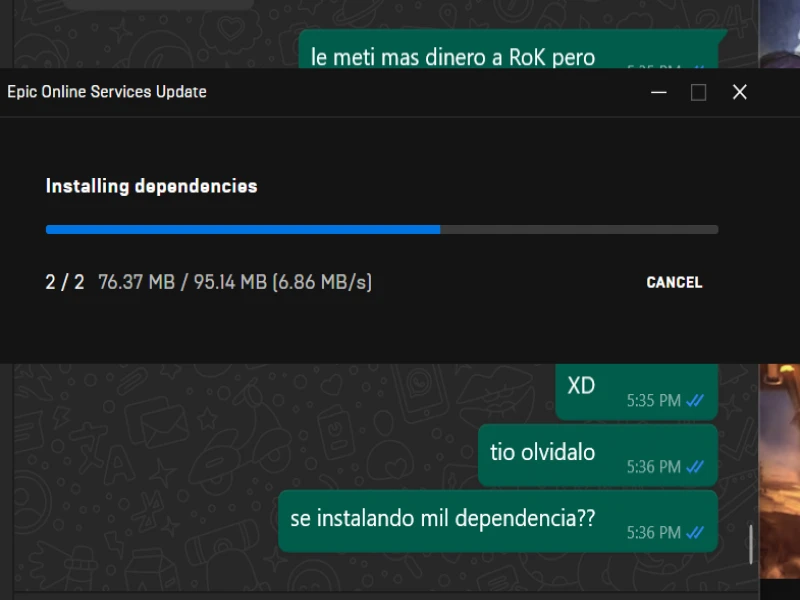 le meti mas dinero a RoK pero
Epic Online Services Update
Installing dependencies
2 / 2 76.37 MB / 95.14 MB (6.86 MB/s)
CANCEL
XD
5:35 PM
tio olvidalo
5:36 PM
se instalando mil dependencia??
5:36 PM